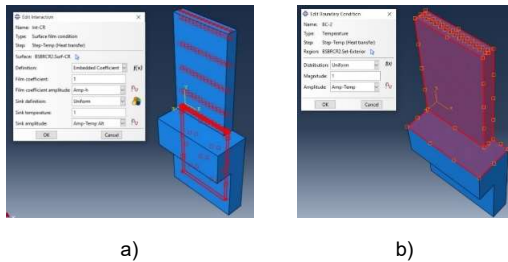 Edit Interaction
Name: Int-CR
Type: Surface film condition
Step: Step-Temp (Heat transfer)
Surface: BSBECR2.Surf-CR
Definition: Embedded Coefficient f(x)
Film coefficient: 1
Film coefficient amplitude: Amp-h
Sink definition: Uniform
Sink temperature: 1
Sink amplitude: Amp-Temp Alt
OK Cancel
Edit Boundary Condition
Name: BC-2
Type: Temperature
Step: Step-Temp (Heat transfer)
Region: BSBECR2.Set-Exterior
Distribution: Uniform f(x)
Magnitude: 1
Amplitude: Amp-Temp
OK Cancel
a)
b)